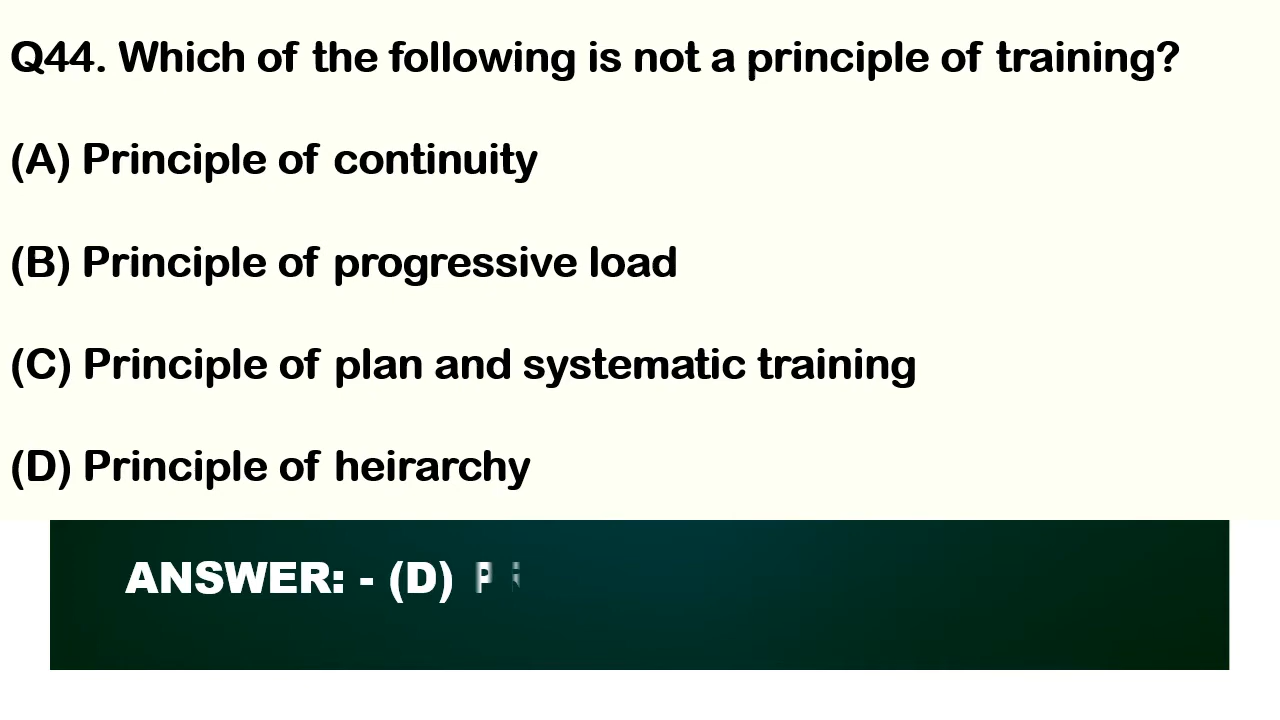 Q44. Which of the following is not a principle of training?
(A) Principle of continuity
(B) Principle of progressive load
(C) Principle of plan and systematic training
(D) Principle of heirarchy
ANSWER: - (D) P